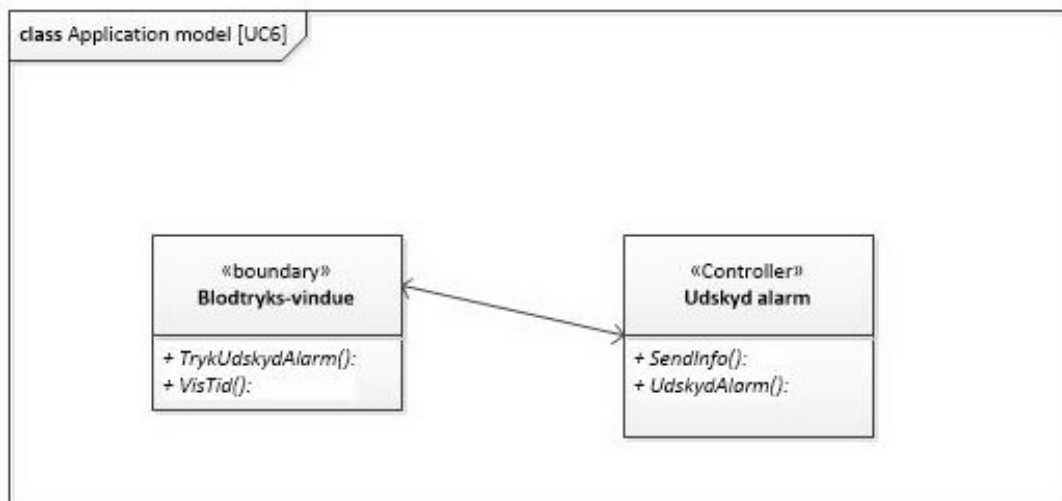 class Application model [UC6]
«boundary»
Blodtryks-vindue
+ TrykUdskydAlarm():
+ VisTid():
«Controller»
Udskyd alarm
+ SendInfo():
+ UdskydAlarm():